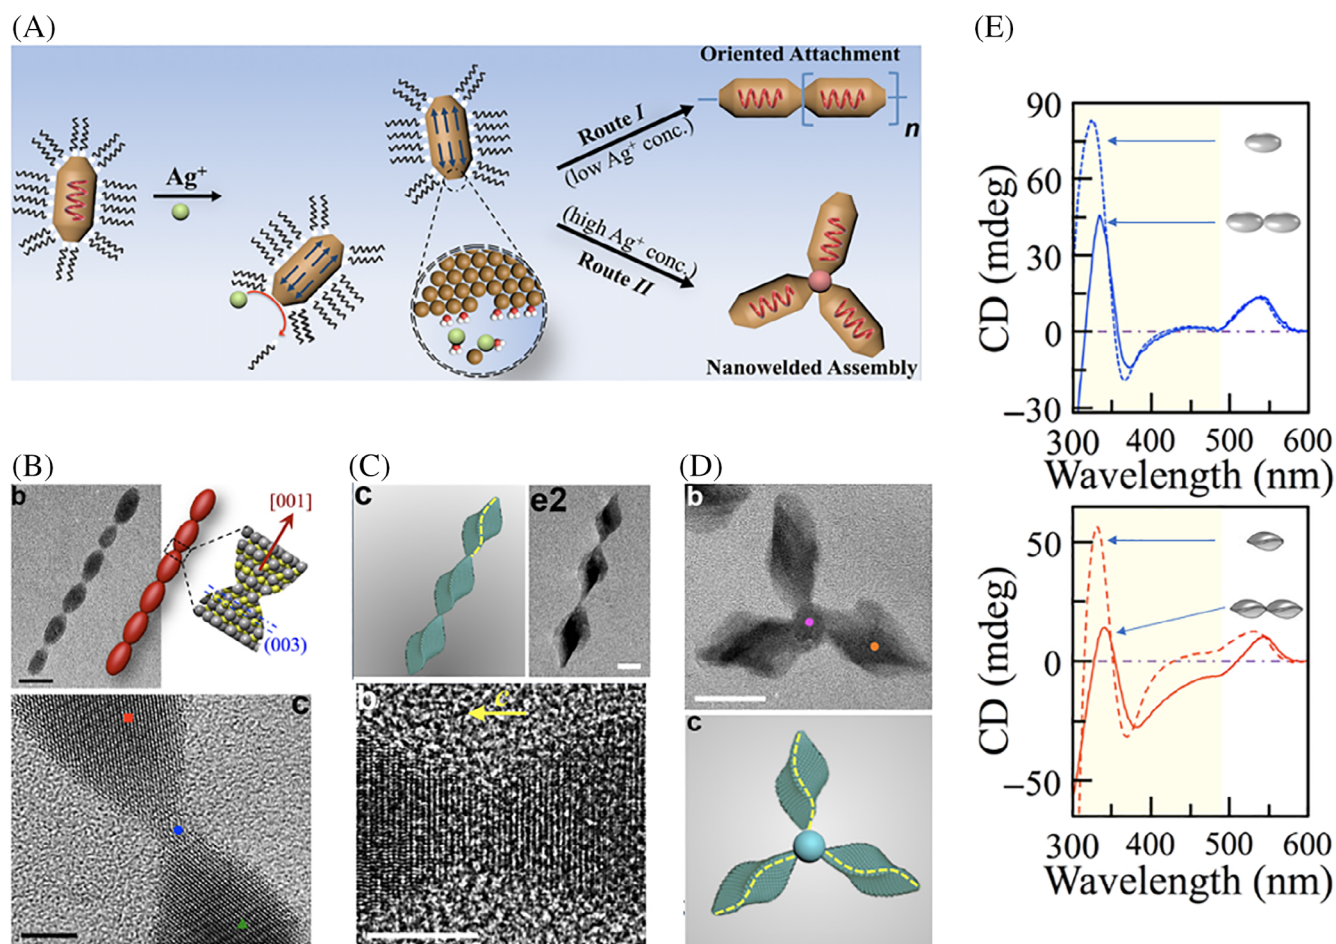 (A)
Ag+
Route I
(low Ag+ conc.)
(high Ag+ conc.)
Route II
Oriented Attachment
n
Nanowelded Assembly
(B)
b
[001]
(003)
c
(C)
c
e2
b
c
(D)
b
c
(E)
CD (mdeg)
90
60
30
0
−30
300 400 500 600
Wavelength (nm)
CD (mdeg)
50
0
−50
300 400 500 600
Wavelength (nm)